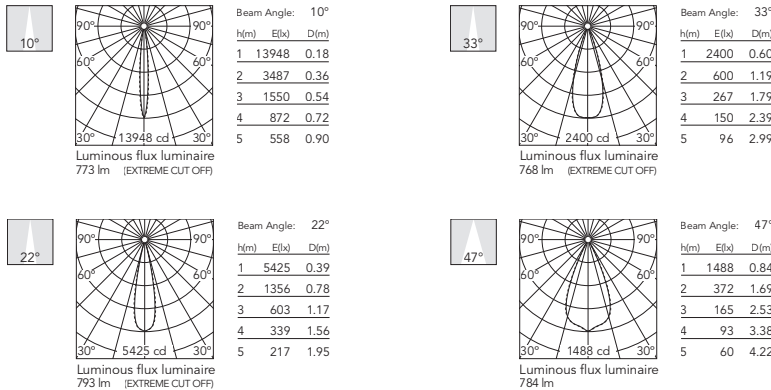 10°
90° 90°
60° 60°
30° 13948 cd 30°
Luminous flux luminaire
773 lm (EXTREME CUT OFF)
Beam Angle: 10°
h(m) E(lx) D(m)
1 13948 0.18
2 3487 0.36
3 1550 0.54
4 872 0.72
5 558 0.90
33°
90° 90°
60° 60°
30° 2400 cd 30°
Luminous flux luminaire
768 lm (EXTREME CUT OFF)
Beam Angle: 33°
h(m) E(lx) D(m)
1 2400 0.60
2 600 1.19
3 267 1.79
4 150 2.39
5 96 2.99
22°
90° 90°
60° 60°
30° 5425 cd 30°
Luminous flux luminaire
793 lm (EXTREME CUT OFF)
Beam Angle: 22°
h(m) E(lx) D(m)
1 5425 0.39
2 1356 0.78
3 603 1.17
4 339 1.56
5 217 1.95
47°
90° 90°
60° 60°
30° 1488 cd 30°
Luminous flux luminaire
784 lm
Beam Angle: 47°
h(m) E(lx) D(m)
1 1488 0.84
2 372 1.69
3 165 2.53
4 93 3.38
5 60 4.22